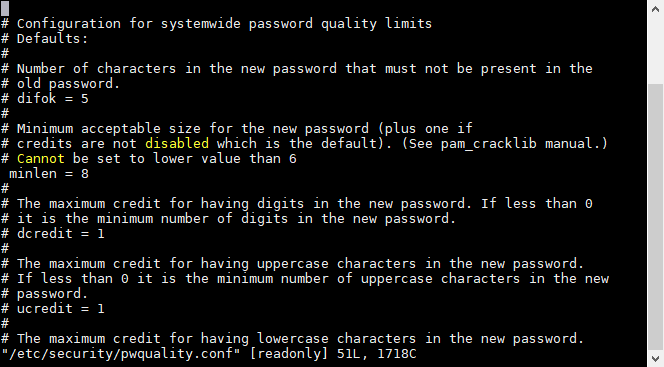 # Configuration for systemwide password quality limits
# Defaults:
#
# Number of characters in the new password that must not be present in the
# old password.
# difok = 5
#
# Minimum acceptable size for the new password (plus one if
# credits are not disabled which is the default). (See pam_cracklib manual.)
# Cannot be set to lower value than 6
 minlen = 8
#
# The maximum credit for having digits in the new password. If less than 0
# it is the minimum number of digits in the new password.
# dcredit = 1
#
# The maximum credit for having uppercase characters in the new password.
# If less than 0 it is the minimum number of uppercase characters in the new
# password.
# ucredit = 1
#
# The maximum credit for having lowercase characters in the new password.
"/etc/security/pwquality.conf" [readonly] 51L, 1718C